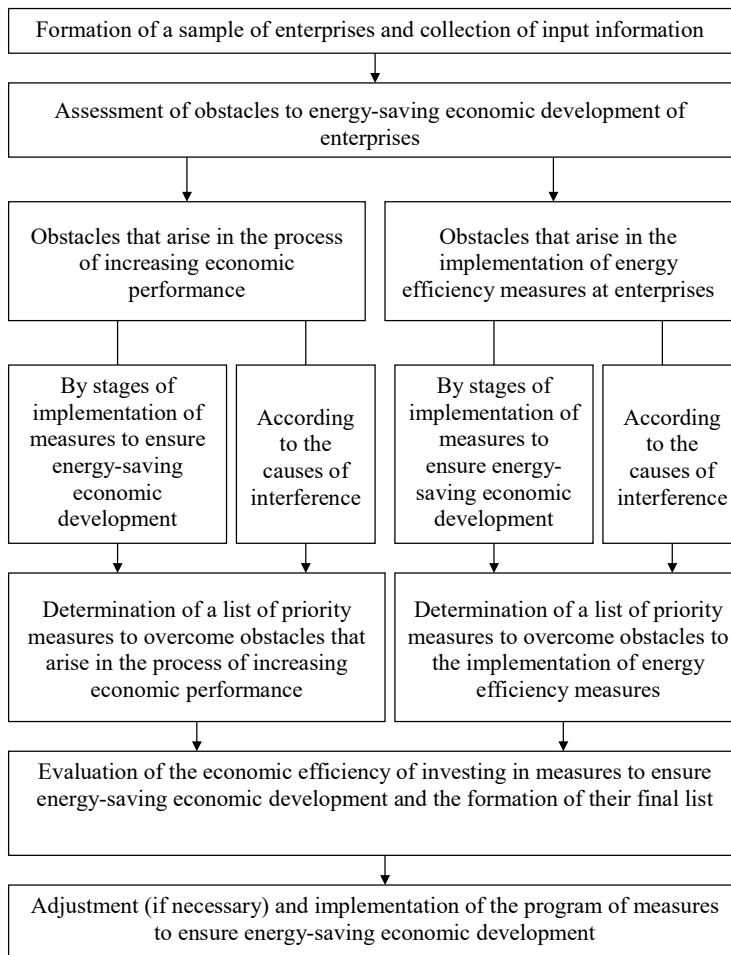 Formation of a sample of enterprises and collection of input information
Assessment of obstacles to energy-saving economic development of
enterprises
Obstacles that arise in the process
of increasing economic
performance
Obstacles that arise in the
implementation of energy
efficiency measures at enterprises
By stages of
implementation of
measures to ensure
energy-saving
economic
development
According
to the
causes of
interference
By stages of
implementation of
measures to
ensure energy-
saving economic
development
According
to the
causes of
interference
Determination of a list of priority
measures to overcome obstacles that
arise in the process of increasing
economic performance
Determination of a list of priority
measures to overcome obstacles to
the implementation of energy
efficiency measures
Evaluation of the economic efficiency of investing in measures to ensure
energy-saving economic development and the formation of their final list
Adjustment (if necessary) and implementation of the program of measures
to ensure energy-saving economic development